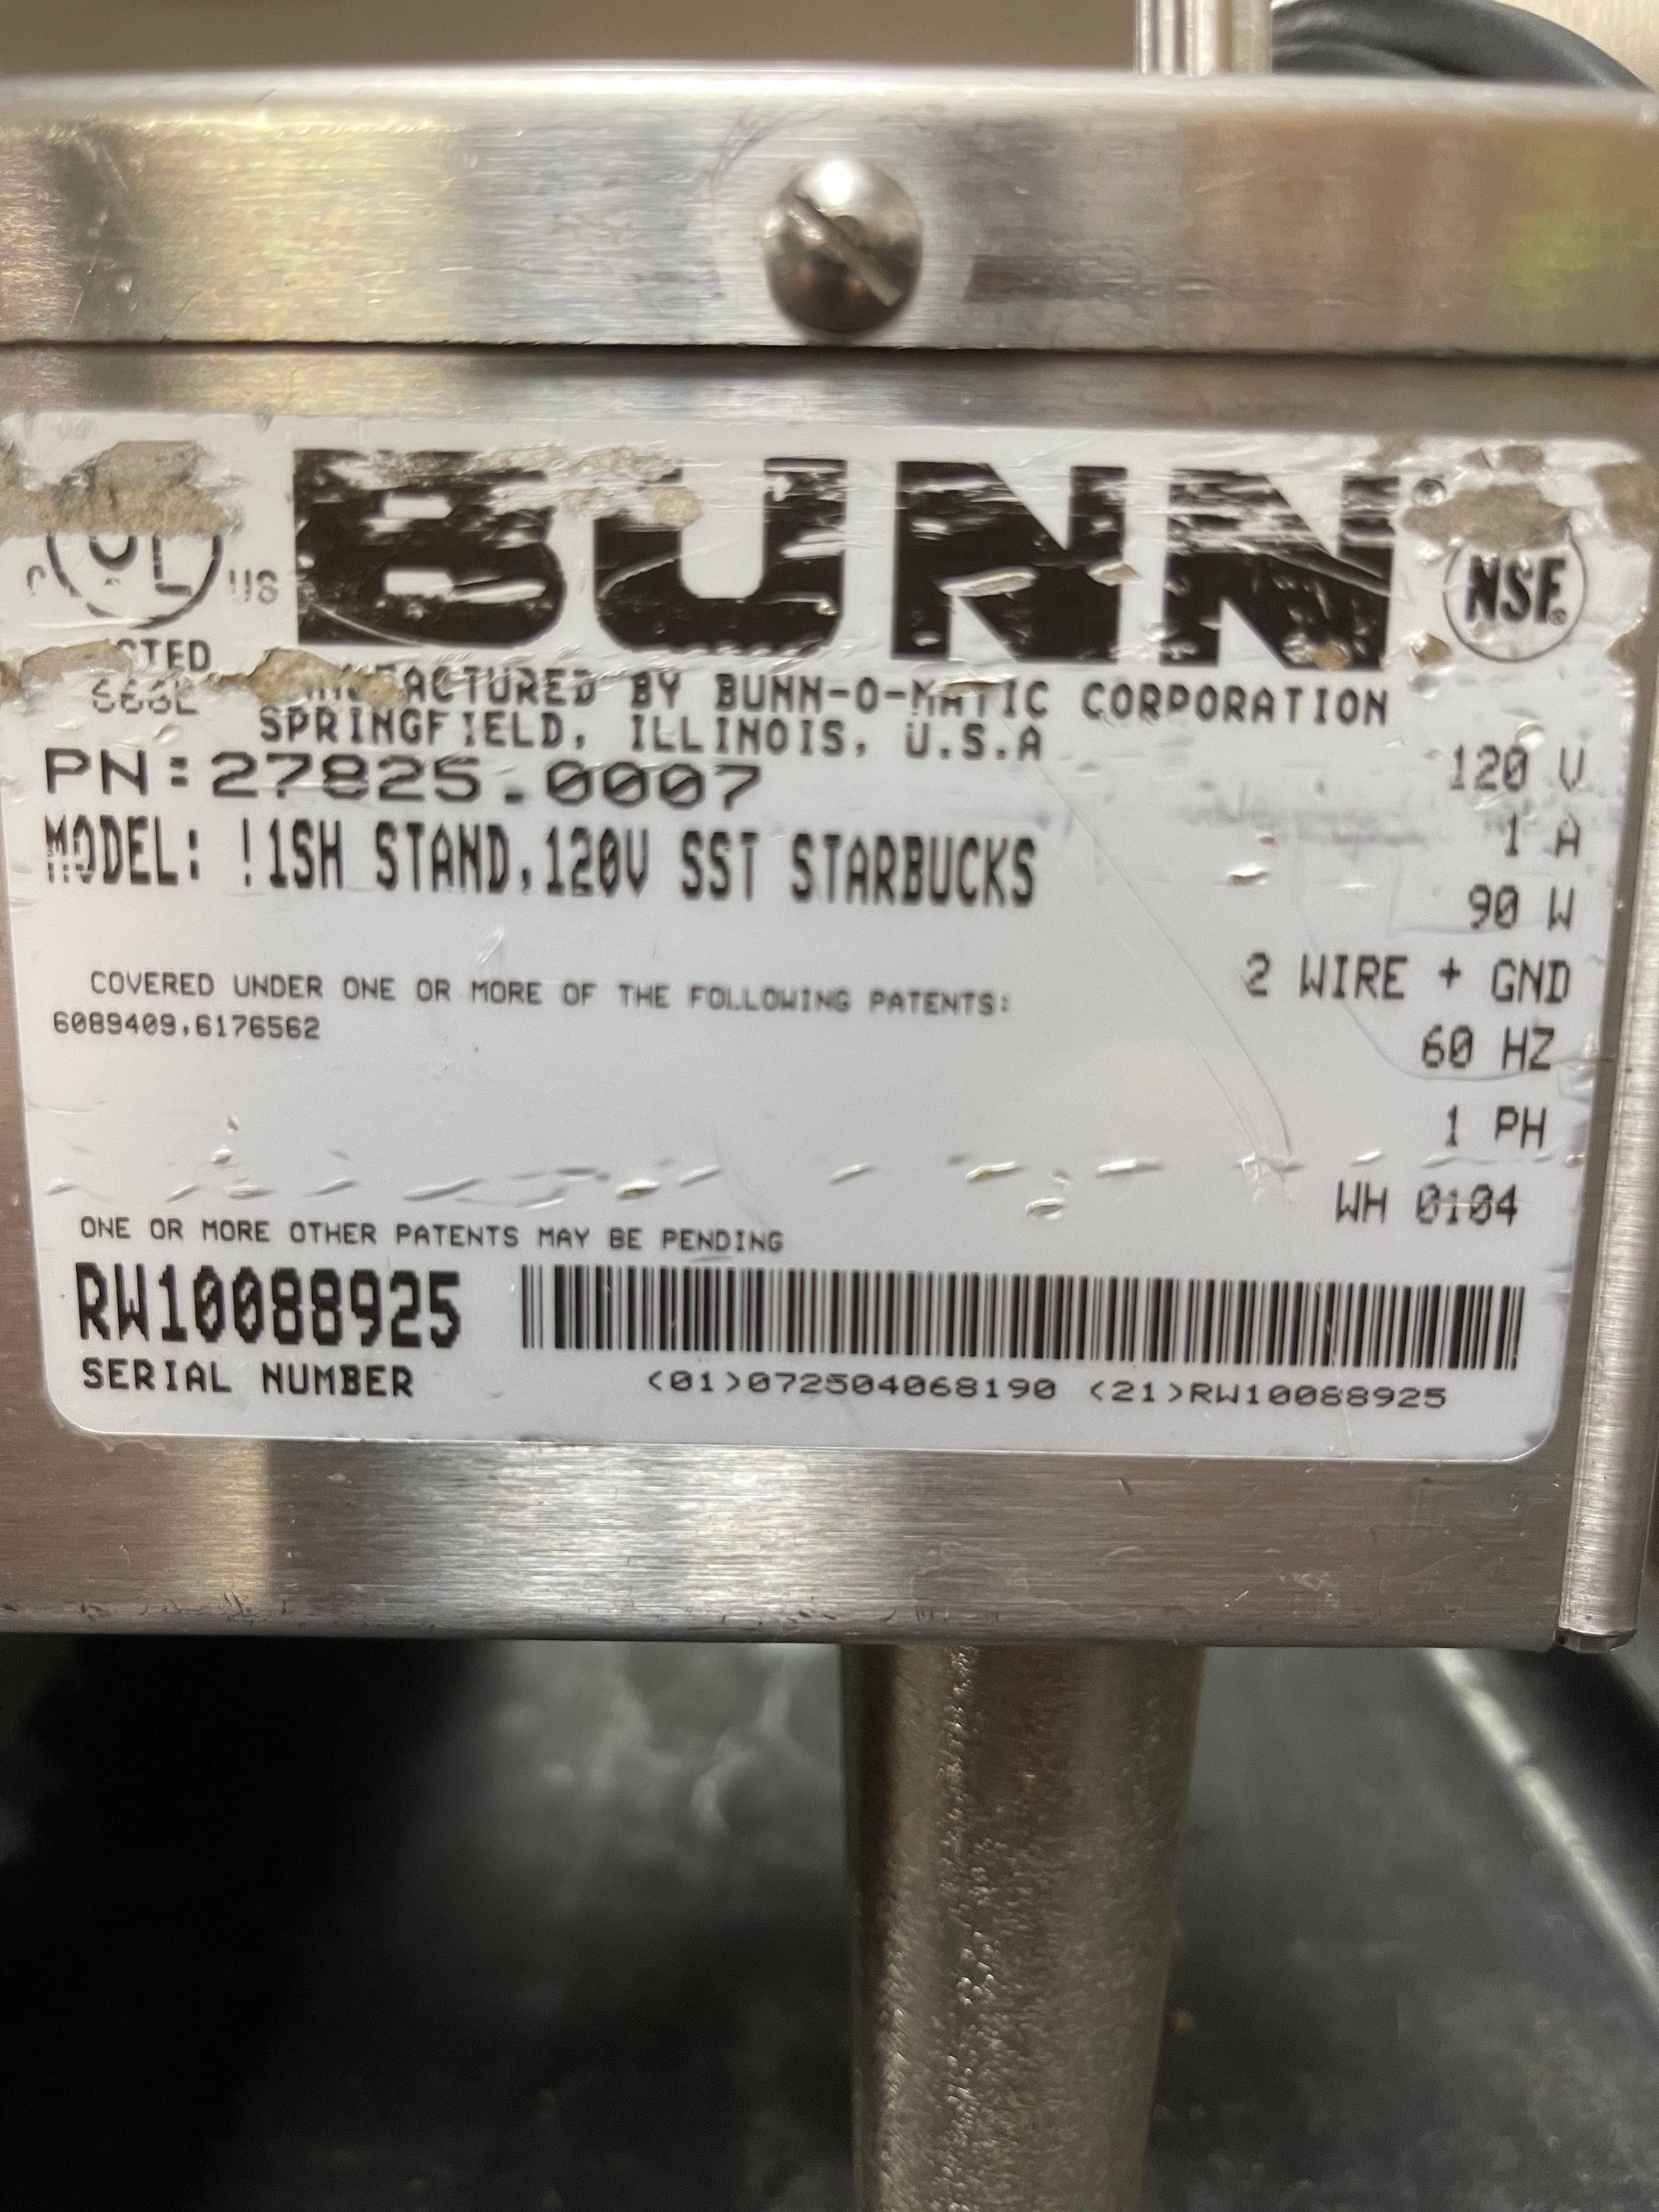 BUNN®
UL US
NSF®
MANUFACTURED BY BUNN-O-MATIC CORPORATION
SPRINGFIELD, ILLINOIS, U.S.A
PN:27825.0007
MODEL: !1SH STAND,120V SST STARBUCKS
120 V
1 A
90 W
2 WIRE + GND
60 HZ
1 PH
WH 0104
COVERED UNDER ONE OR MORE OF THE FOLLOWING PATENTS:
6089409,6176562
ONE OR MORE OTHER PATENTS MAY BE PENDING
RW10088925
SERIAL NUMBER
(01)072504068190 (21)RW10088925